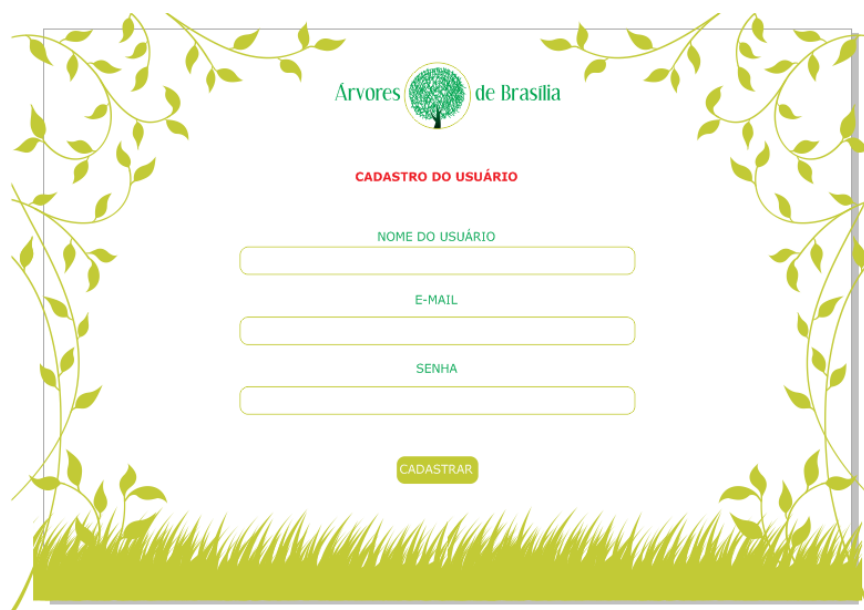 Árvores de Brasília
CADASTRO DO USUÁRIO
NOME DO USUÁRIO
E-MAIL
SENHA
CADASTRAR